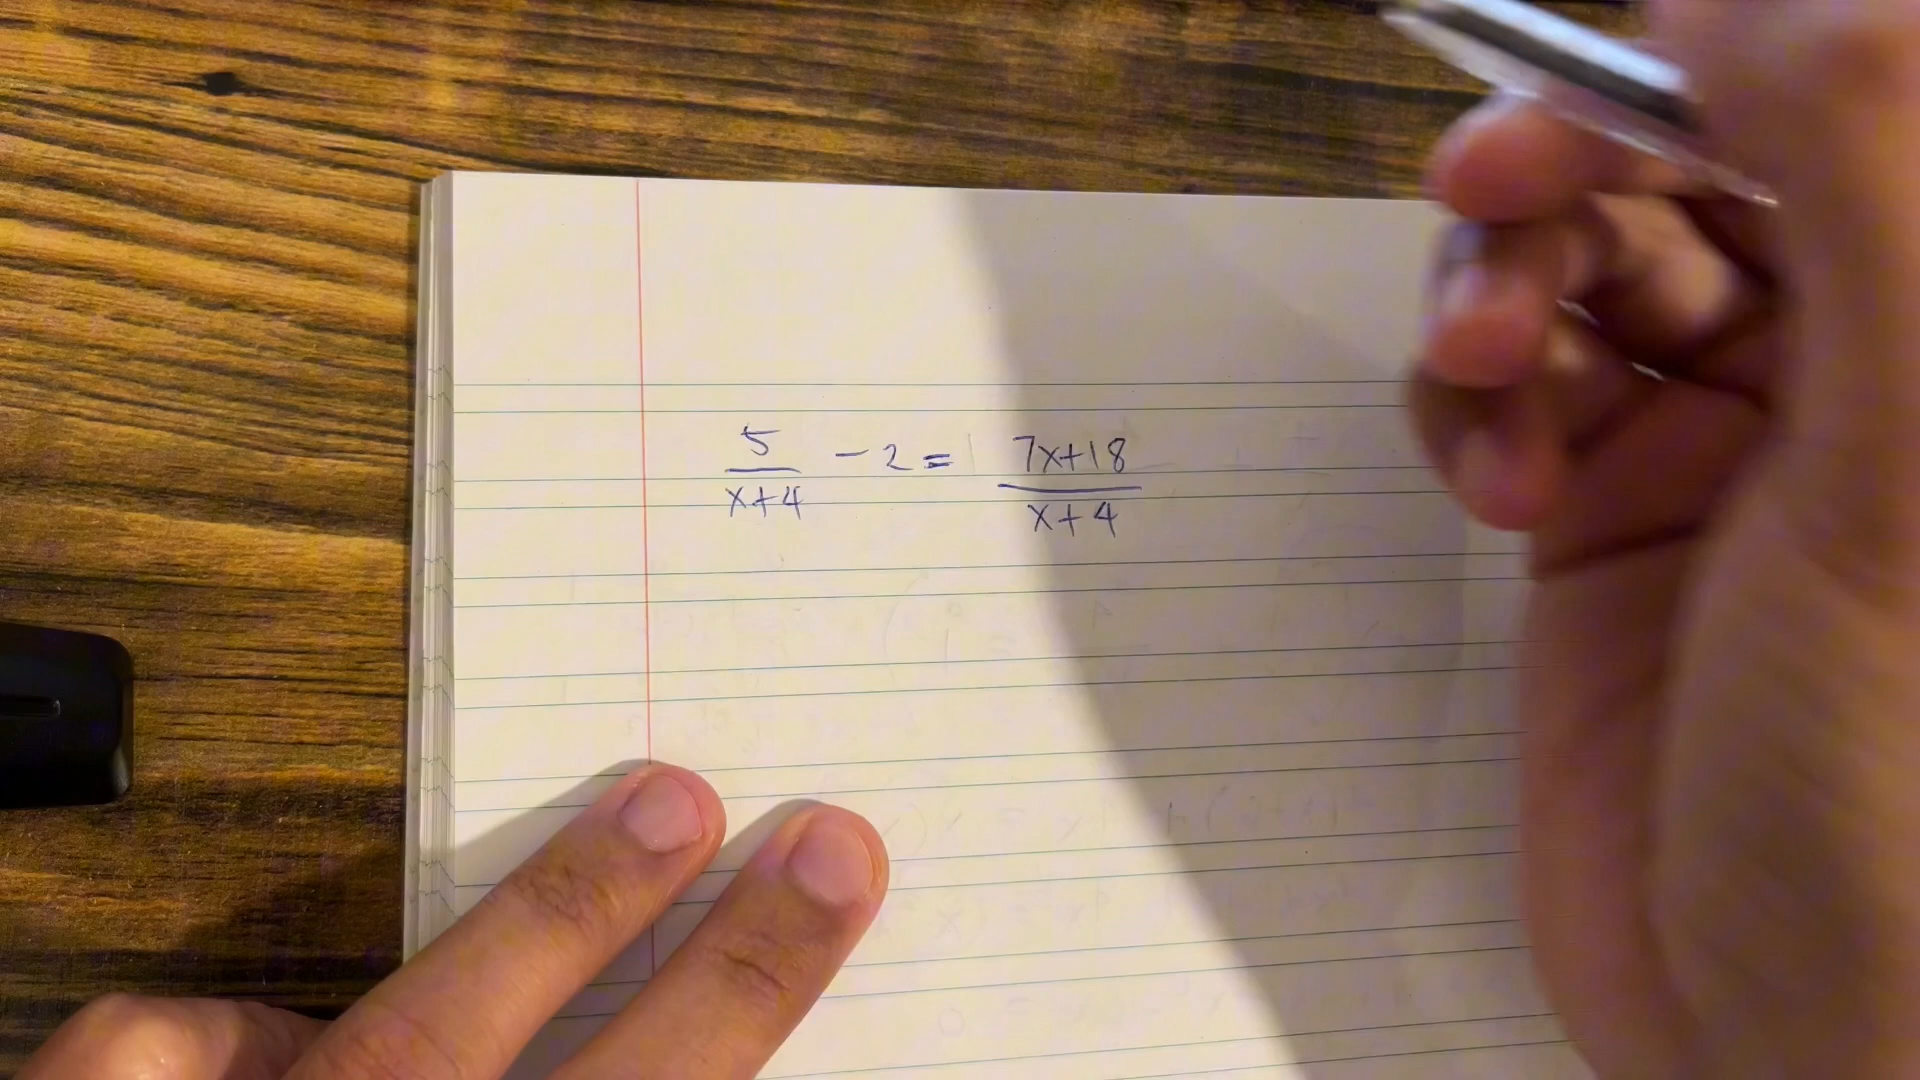 5/(x+4) - 2 = (7x+18)/(x+4)